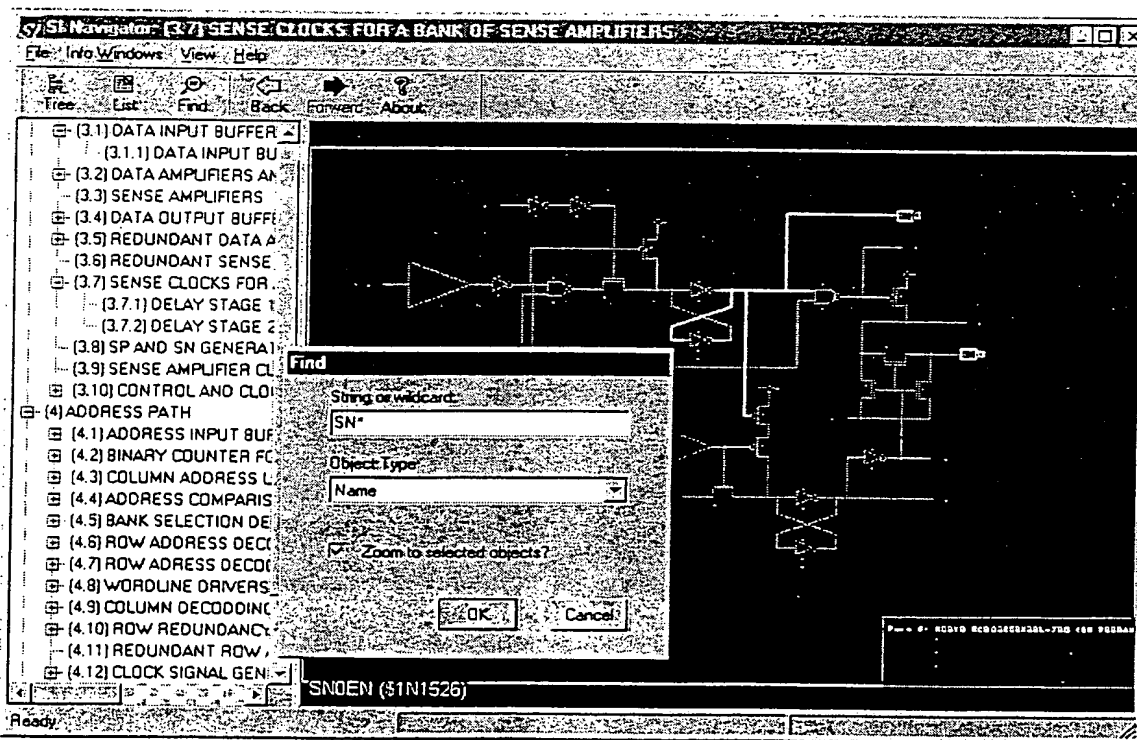 SI Navigator: [3.7] SENSE CLOCKS FOR A BANK OF SENSE AMPLIFIERS
File Info Windows View Help
Tree List Find Back Forward About
(3.1) DATA INPUT BUFFER
(3.1.1) DATA INPUT BU
(3.2) DATA AMPLIFIERS AN
(3.3) SENSE AMPLIFIERS
(3.4) DATA OUTPUT BUFFE
(3.5) REDUNDANT DATA A
(3.6) REDUNDANT SENSE
(3.7) SENSE CLOCKS FOR
(3.7.1) DELAY STAGE 1
(3.7.2) DELAY STAGE 2
(3.8) SP AND SN GENERAT
(3.9) SENSE AMPLIFIER CL
(3.10) CONTROL AND CLO
(4) ADDRESS PATH
(4.1) ADDRESS INPUT BUF
(4.2) BINARY COUNTER FO
(4.3) COLUMN ADDRESS L
(4.4) ADDRESS COMPARIS
(4.5) BANK SELECTION DE
(4.6) ROW ADDRESS DECO
(4.7) ROW ADRESS DECOD
(4.8) WORDLINE DRIVERS
(4.9) COLUMN DECODDING
(4.10) ROW REDUNDANCY
(4.11) REDUNDANT ROW
(4.12) CLOCK SIGNAL GEN
Find
String or wildcard:
SN*
Object Type
Name
Zoom to selected objects?
OK Cancel
SN0EN ($1N1526)
Ready